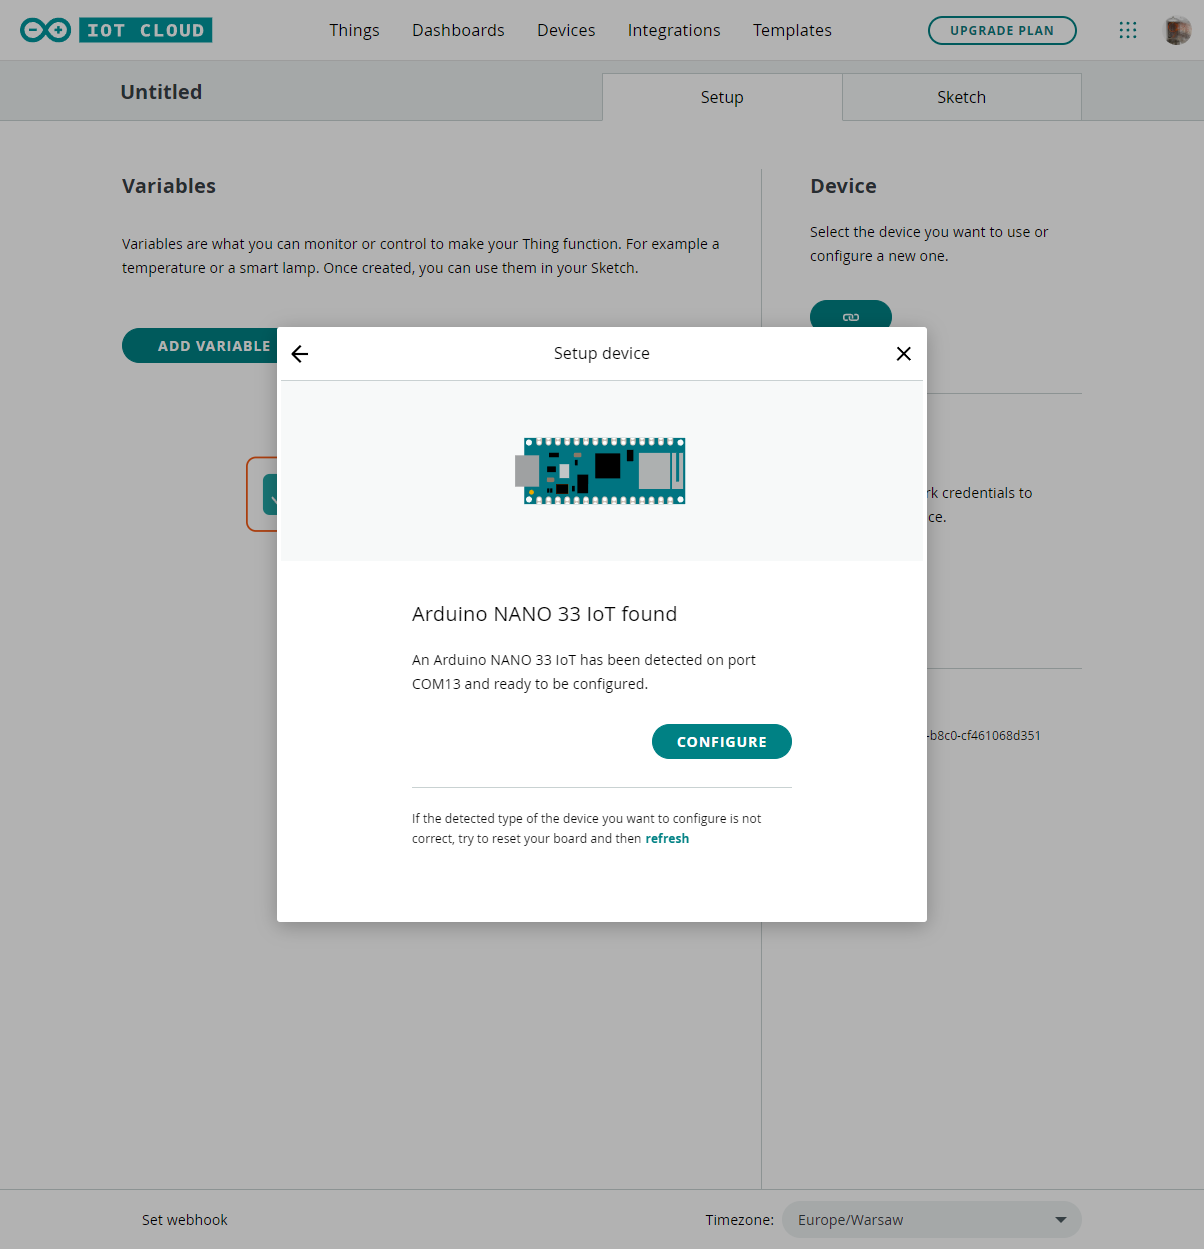 IOT CLOUD
Things
Dashboards
Devices
Integrations
Templates
UPGRADE PLAN
Untitled
Setup
Sketch
Variables
Variables are what you can monitor or control to make your Thing function. For example a
temperature or a smart lamp. Once created, you can use them in your Sketch.
ADD VARIABLE
Device
Select the device you want to use or
configure a new one.
credentials to
-b8c0-cf461068d351
Setup device
Arduino NANO 33 IoT found
An Arduino NANO 33 IoT has been detected on port
COM13 and ready to be configured.
CONFIGURE
If the detected type of the device you want to configure is not
correct, try to reset your board and then refresh
Set webhook
Timezone:
Europe/Warsaw